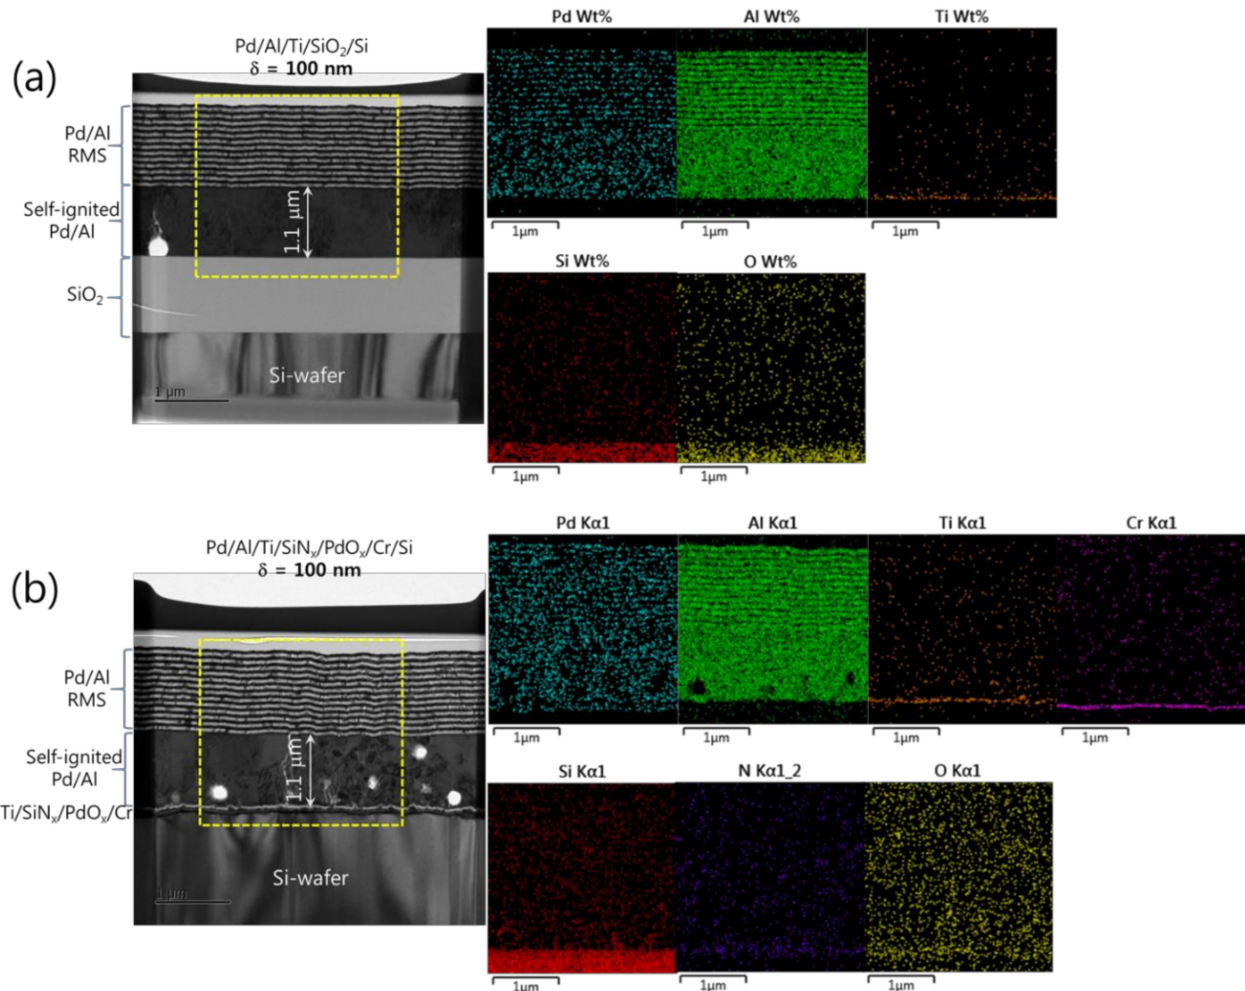 (a)
Pd/Al/Ti/SiO₂/Si
δ = 100 nm
Pd/Al
RMS
Self-ignited
Pd/Al
SiO₂
1.1 µm
Si-wafer
1 µm
Pd Wt%
Al Wt%
Ti Wt%
1µm
1µm
1µm
Si Wt%
O Wt%
1µm
1µm
(b)
Pd/Al/Ti/SiNₓ/PdOₓ/Cr/Si
δ = 100 nm
Pd/Al
RMS
Self-ignited
Pd/Al
Ti/SiNₓ/PdOₓ/Cr
1.1 µm
Si-wafer
1 µm
Pd Kα1
Al Kα1
Ti Kα1
Cr Kα1
1µm
1µm
1µm
1µm
Si Kα1
N Kα1_2
O Kα1
1µm
1µm
1µm